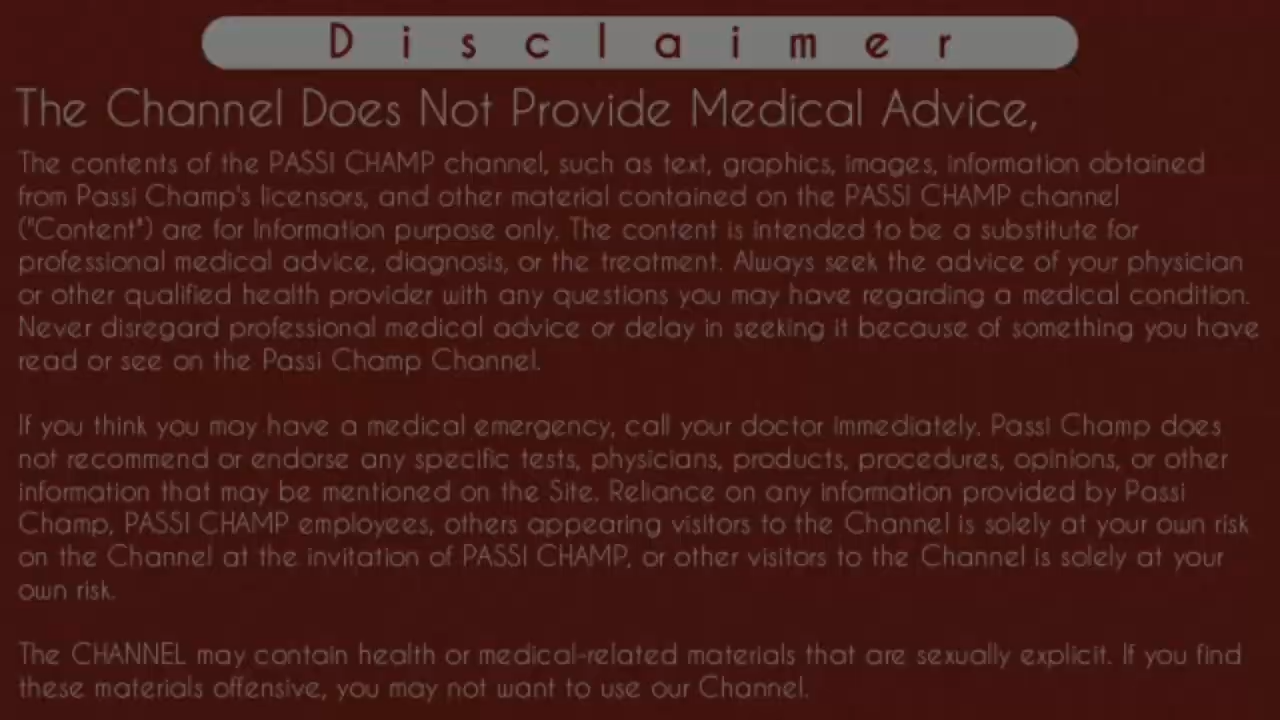 Disclaimer
The Channel Does Not Provide Medical Advice,
The contents of the PASSI CHAMP channel, such as text, graphics, images, information obtained
from Passi Champ's licensors, and other material contained on the PASSI CHAMP channel
("Content") are for Information purpose only. The content is intended to be a substitute for
professional medical advice, diagnosis, or the treatment. Always seek the advice of your physician
or other qualified health provider with any questions you may have regarding a medical condition.
Never disregard professional medical advice or delay in seeking it because of something you have
read or see on the Passi Champ Channel.
If you think you may have a medical emergency, call your doctor immediately. Passi Champ does
not recommend or endorse any specific tests, physicians, products, procedures, opinions, or other
information that may be mentioned on the Site. Reliance on any information provided by Passi
Champ, PASSI CHAMP employees, others appearing visitors to the Channel is solely at your own risk
on the Channel at the invitation of PASSI CHAMP, or other visitors to the Channel is solely at your
own risk.
The CHANNEL may contain health or medical-related materials that are sexually explicit. If you find
these materials offensive, you may not want to use our Channel.